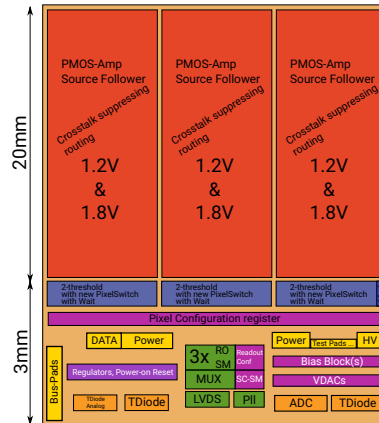 20mm
3mm
PMOS-Amp
Source Follower
Crosstalk suppressing
routing
1.2V
&
1.8V
PMOS-Amp
Source Follower
Crosstalk suppressing
routing
1.2V
&
1.8V
PMOS-Amp
Source Follower
Crosstalk suppressing
routing
1.2V
&
1.8V
2-threshold
with new PixelSwitch
with Wait
2-threshold
with new PixelSwitch
with Wait
2-threshold
with new PixelSwitch
with Wait
Pixel Configuration register
DATA Power
Power Test Pads ... HV
Bus-Pads
3x RO
SM
Readout
Conf
Bias Block(s)
Regulators, Power-on Reset
MUX SC-SM
VDACs
TDiode
Analog
TDiode
LVDS Pll
ADC TDiode